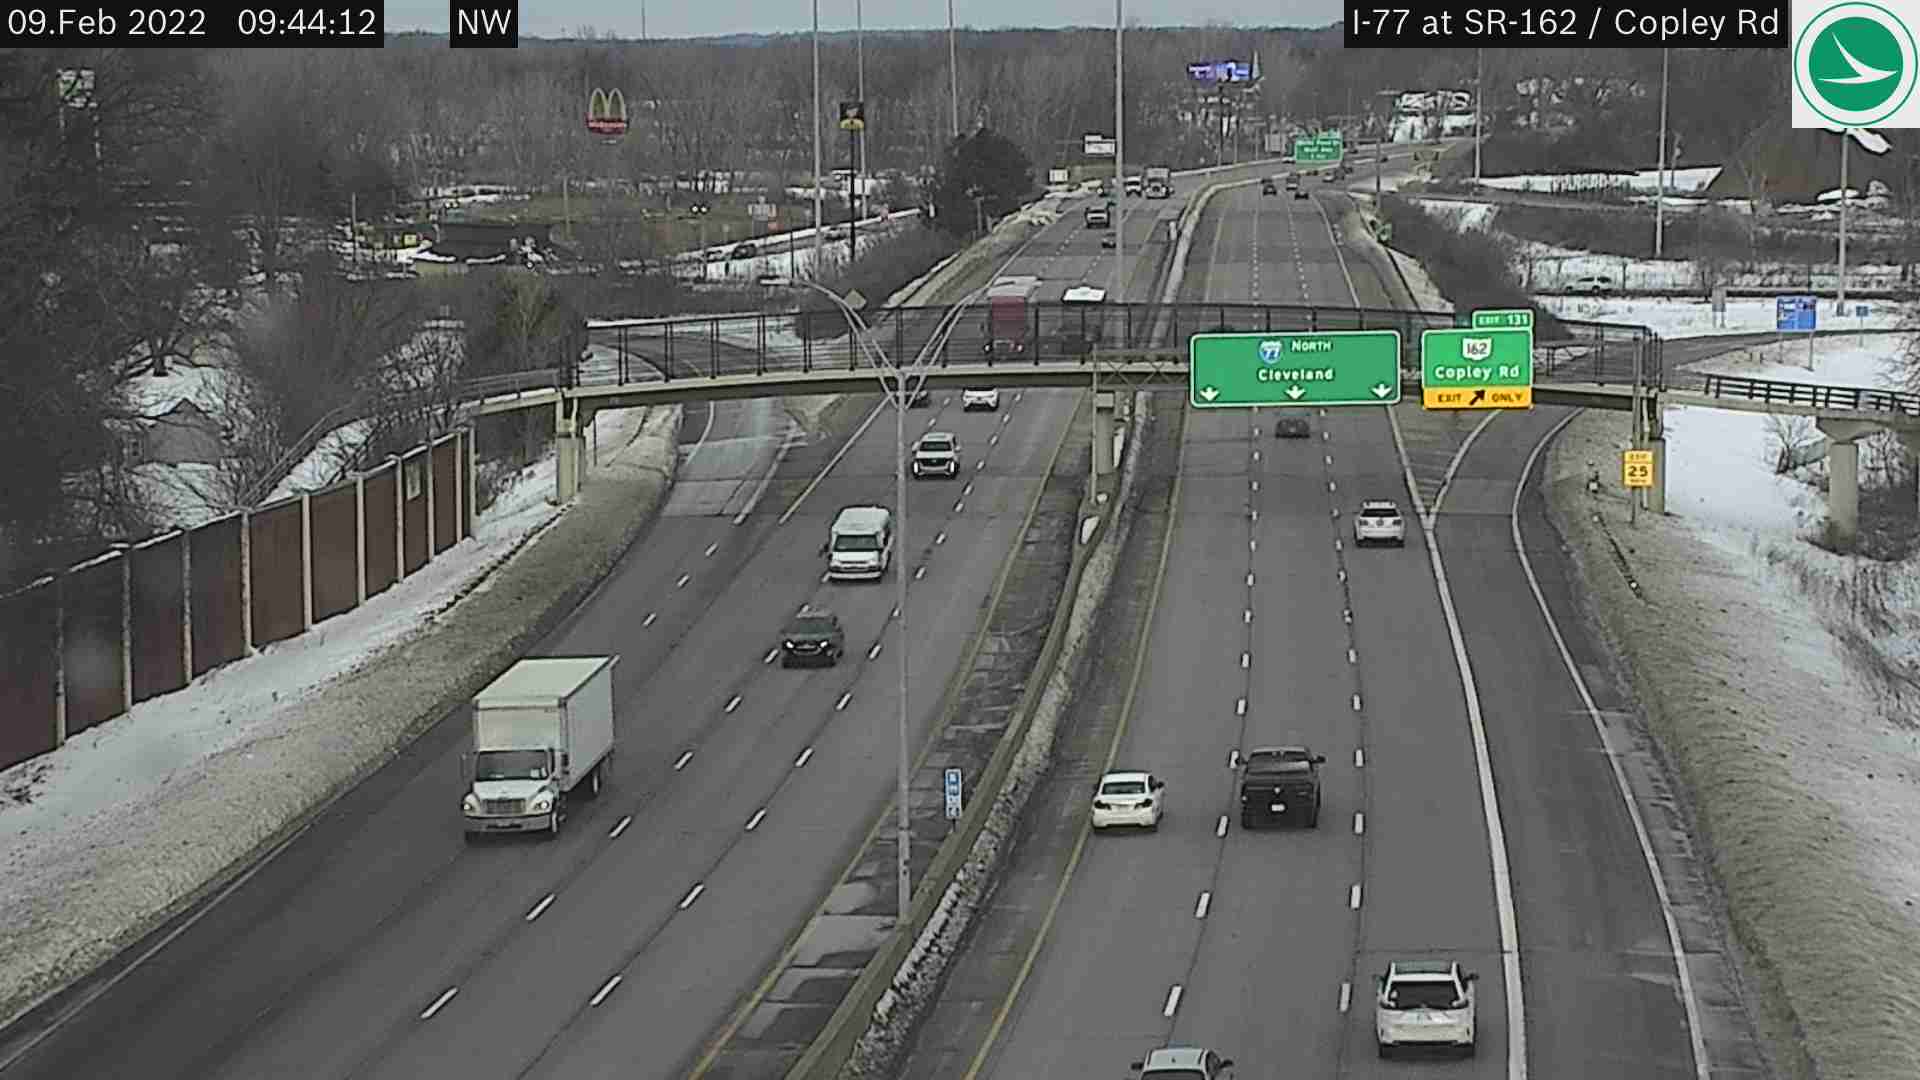 09.Feb 2022 09:44:12
NW
I-77 at SR-162 / Copley Rd
McDonald's
EXIT 131
77 NORTH
Cleveland
162
Copley Rd
EXIT ONLY
EXIT
25